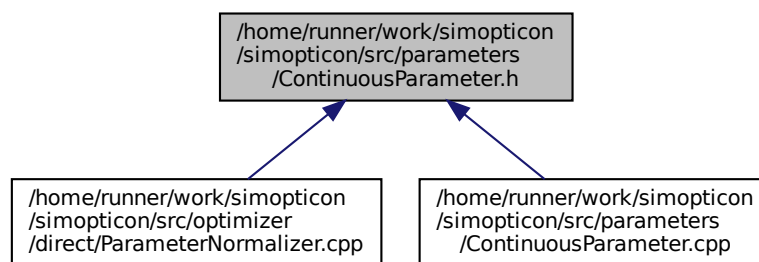 /home/runner/work/simopticon
/simopticon/src/parameters
/ContinuousParameter.h
/home/runner/work/simopticon
/simopticon/src/optimizer
/direct/ParameterNormalizer.cpp
/home/runner/work/simopticon
/simopticon/src/parameters
/ContinuousParameter.cpp